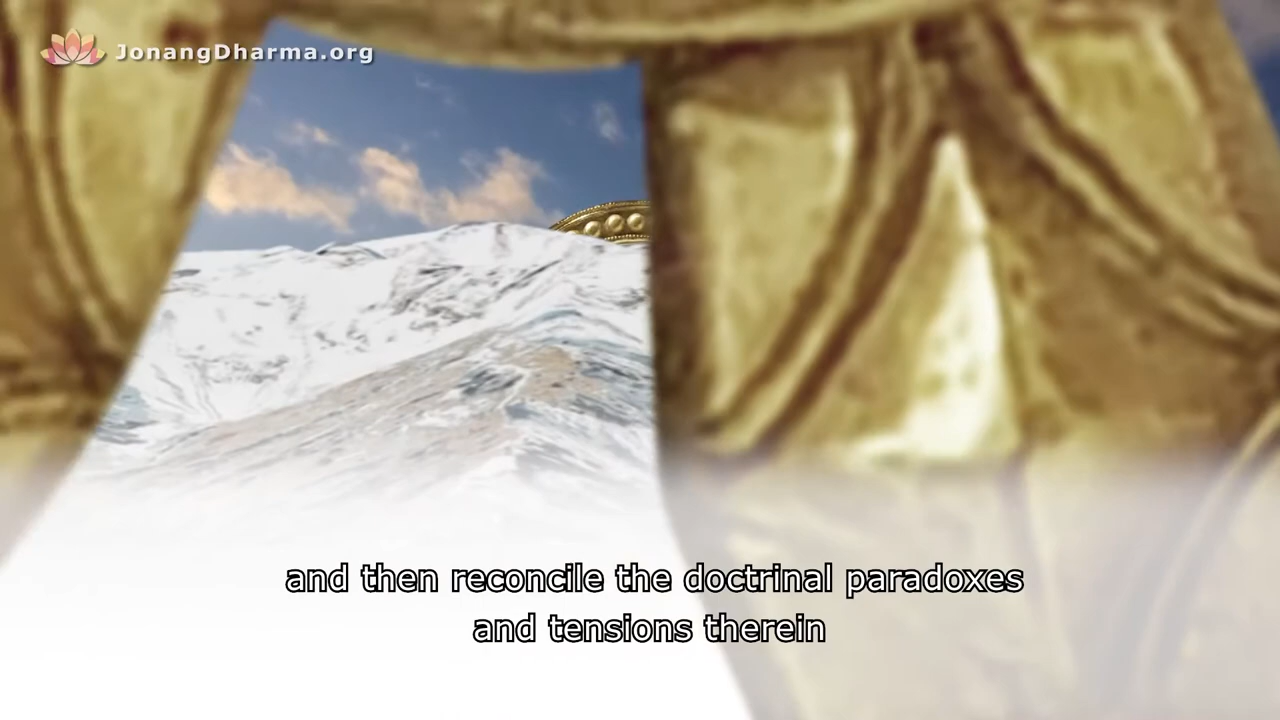 JonangDharma.org
and then reconcile the doctrinal paradoxes
and tensions therein